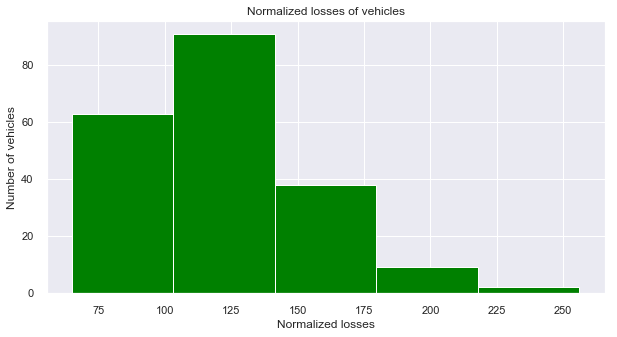 Normalized losses of vehicles
Number of vehicles
80
60
40
20
0
75 100 125 150 175 200 225 250
Normalized losses